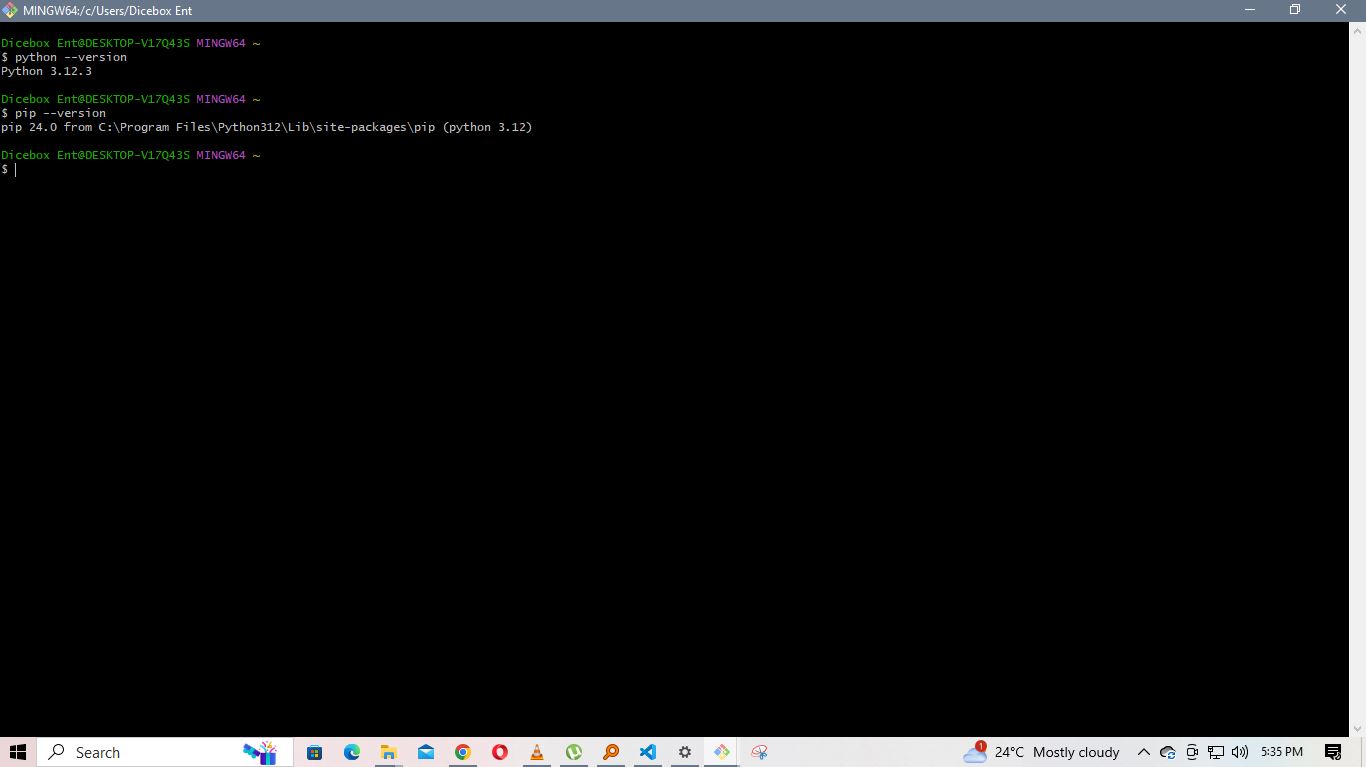 MINGW64:/c/Users/Dicebox Ent
Dicebox Ent@DESKTOP-V17Q43S MINGW64 ~
$ python --version
Python 3.12.3
Dicebox Ent@DESKTOP-V17Q43S MINGW64 ~
$ pip --version
pip 24.0 from C:\Program Files\Python312\Lib\site-packages\pip (python 3.12)
Dicebox Ent@DESKTOP-V17Q43S MINGW64 ~
$
Search 1 24°C Mostly cloudy 5:35 PM